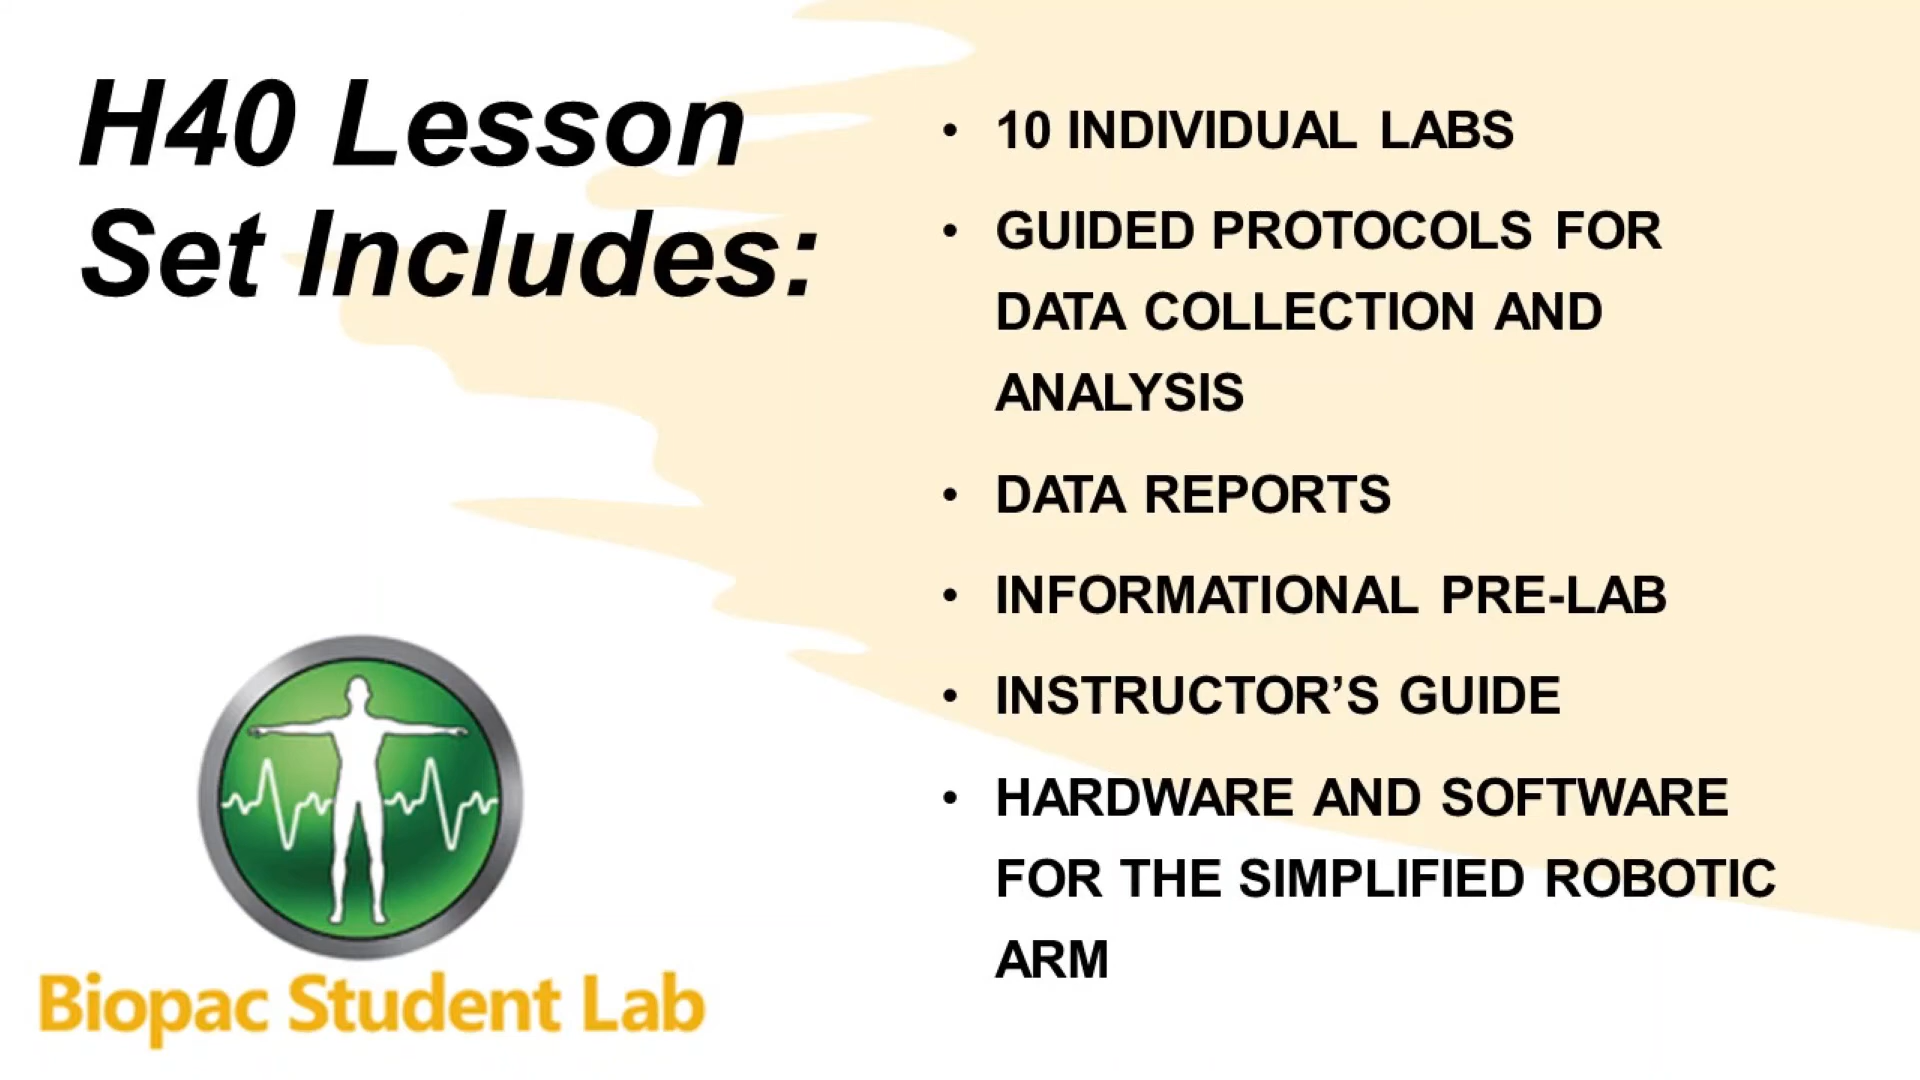 H40 Lesson
Set Includes:
• 10 INDIVIDUAL LABS
• GUIDED PROTOCOLS FOR
DATA COLLECTION AND
ANALYSIS
• DATA REPORTS
• INFORMATIONAL PRE-LAB
• INSTRUCTOR’S GUIDE
• HARDWARE AND SOFTWARE
FOR THE SIMPLIFIED ROBOTIC
ARM
Biopac Student Lab